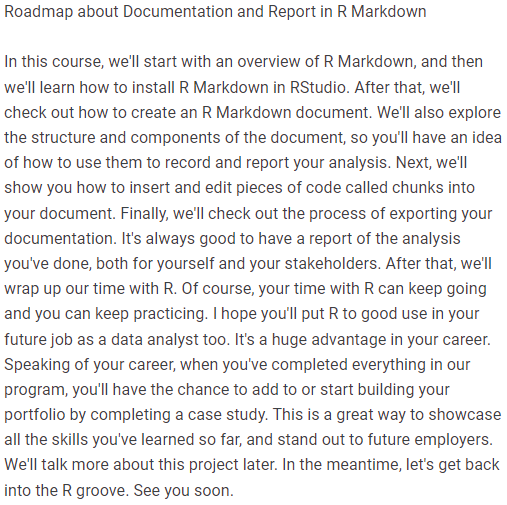 Roadmap about Documentation and Report in R Markdown
In this course, we'll start with an overview of R Markdown, and then
we'll learn how to install R Markdown in RStudio. After that, we'll
check out how to create an R Markdown document. We'll also explore
the structure and components of the document, so you'll have an idea
of how to use them to record and report your analysis. Next, we'll
show you how to insert and edit pieces of code called chunks into
your document. Finally, we'll check out the process of exporting your
documentation. It's always good to have a report of the analysis
you've done, both for yourself and your stakeholders. After that, we'll
wrap up our time with R. Of course, your time with R can keep going
and you can keep practicing. I hope you'll put R to good use in your
future job as a data analyst too. It's a huge advantage in your career.
Speaking of your career, when you've completed everything in our
program, you'll have the chance to add to or start building your
portfolio by completing a case study. This is a great way to showcase
all the skills you've learned so far, and stand out to future employers.
We'll talk more about this project later. In the meantime, let's get back
into the R groove. See you soon.